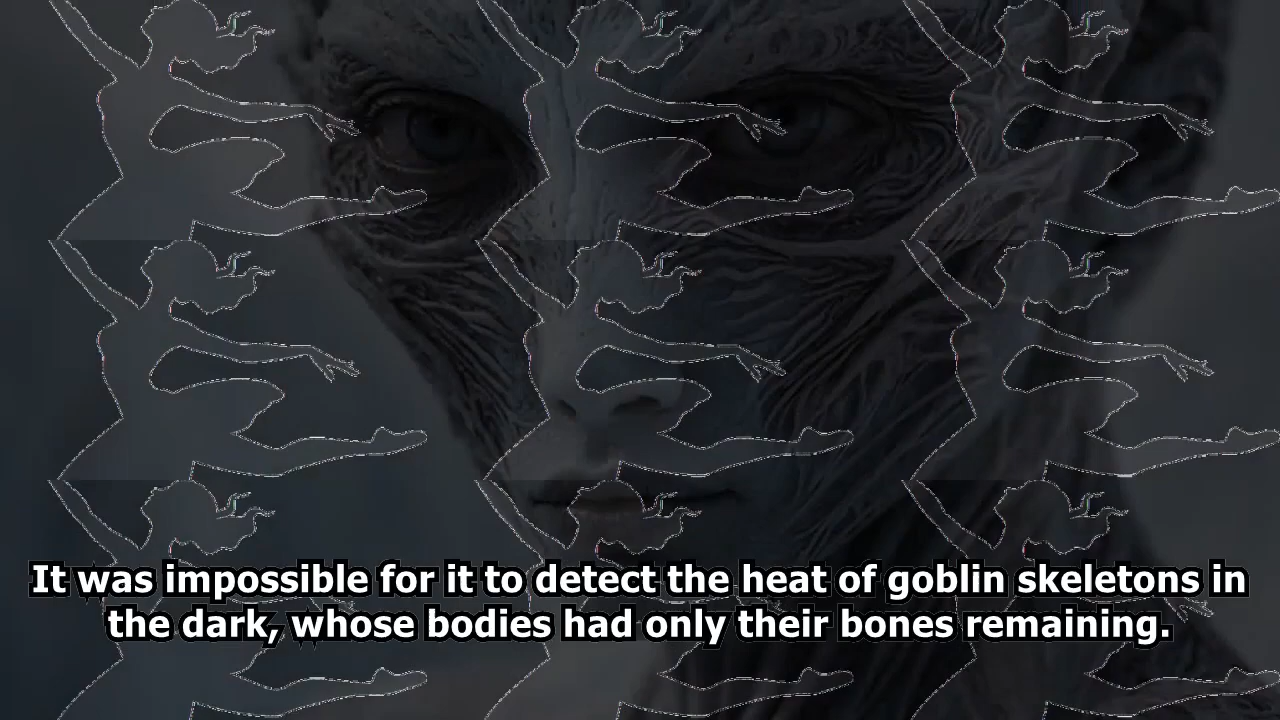 It was impossible for it to detect the heat of goblin skeletons in
the dark, whose bodies had only their bones remaining.